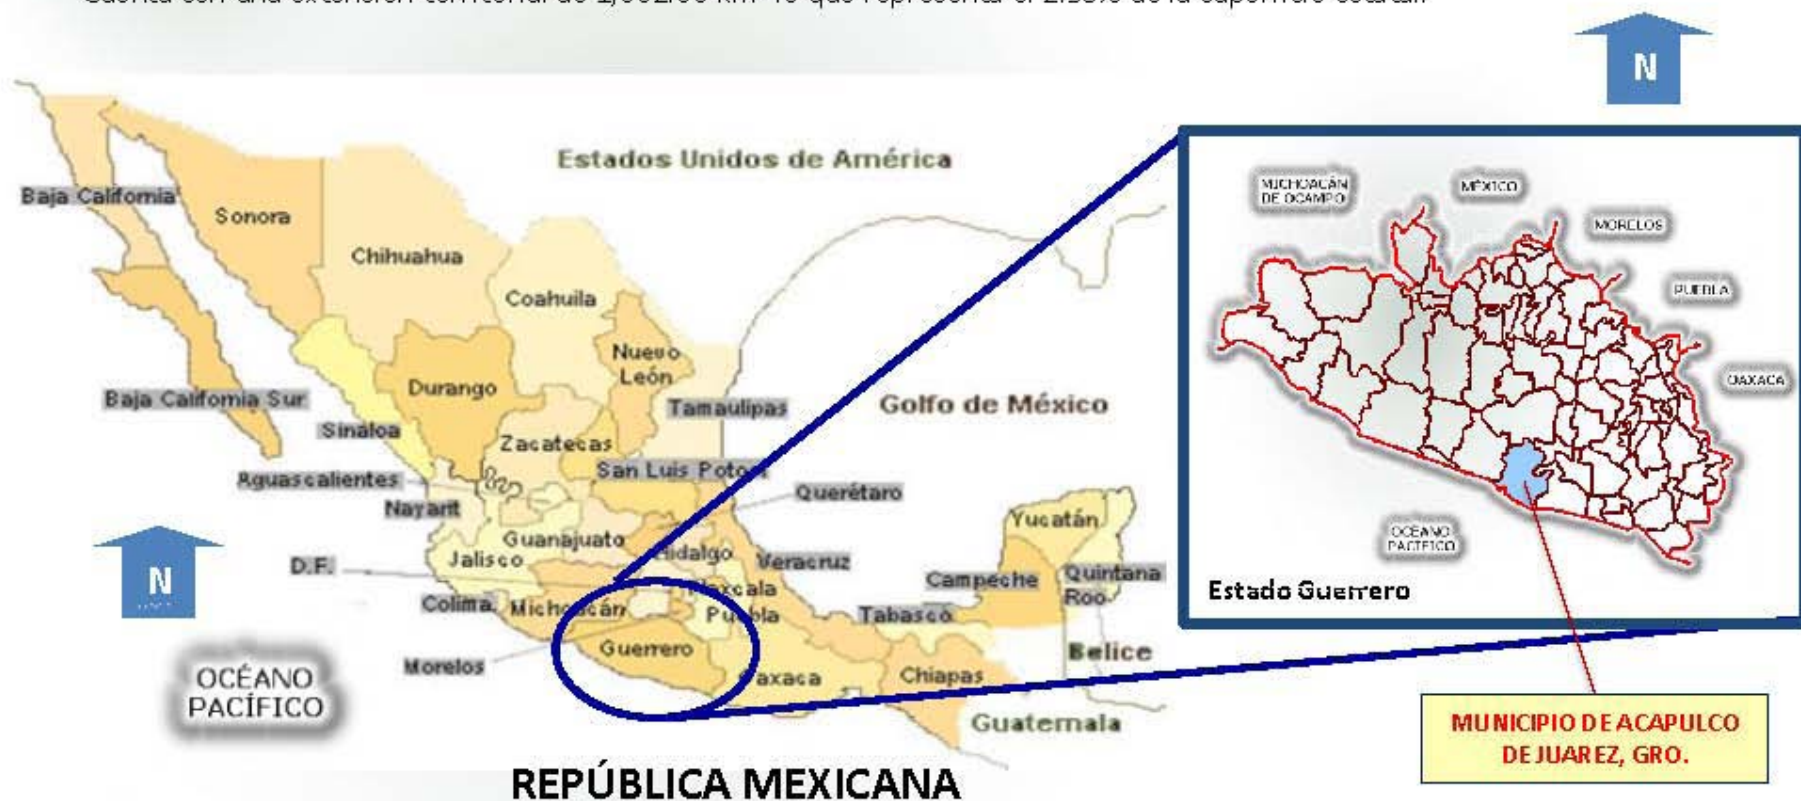 N
Estados Unidos de América
Baja California
Sonora
Chihuahua
Coahuila
Nuevo
León
Durango
Baja California Sur
Sinaloa
Tamaulipas
Golfo de México
Zacatecas
San Luis Potosí
Aguascalientes
Nayarit
Querétaro
Yucatán
Guanajuato
Hidalgo
Veracruz
Jalisco
D.F.
N
Campeche
Quintana
Roo
Colima
Michoacán
Tlaxcala
Puebla
Tabasco
Guerrero
Morelos
Oaxaca
Chiapas
Belice
Guatemala
OCÉANO
PACÍFICO
REPÚBLICA MEXICANA
MICHOACÁN
DE OCAMPO
MÉXICO
MORELOS
PUEBLA
OAXACA
OCÉANO
PACÍFICO
Estado Guerrero
MUNICIPIO DE ACAPULCO
DE JUAREZ, GRO.